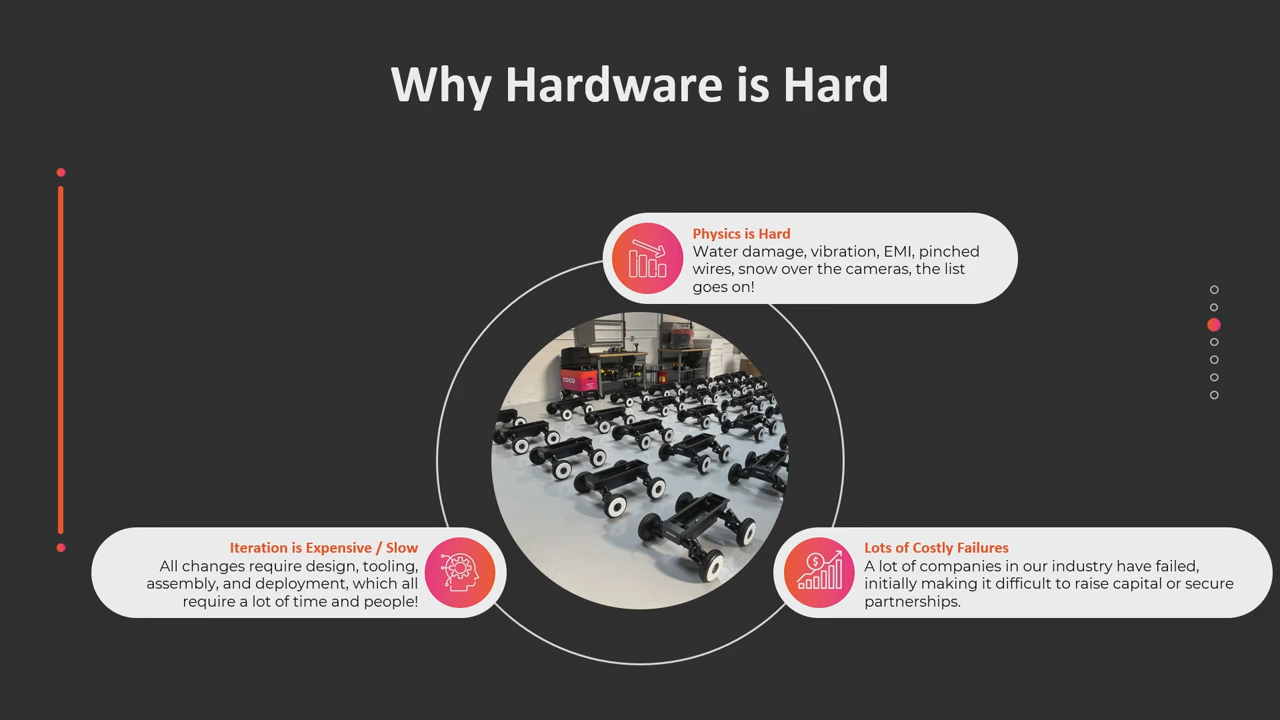 Why Hardware is Hard
Physics is Hard
Water damage, vibration, EMI, pinched
wires, snow over the cameras, the list
goes on!
COCO
Iteration is Expensive / Slow
All changes require design, tooling,
assembly, and deployment, which all
require a lot of time and people!
$
Lots of Costly Failures
A lot of companies in our industry have failed,
initially making it difficult to raise capital or secure
partnerships.